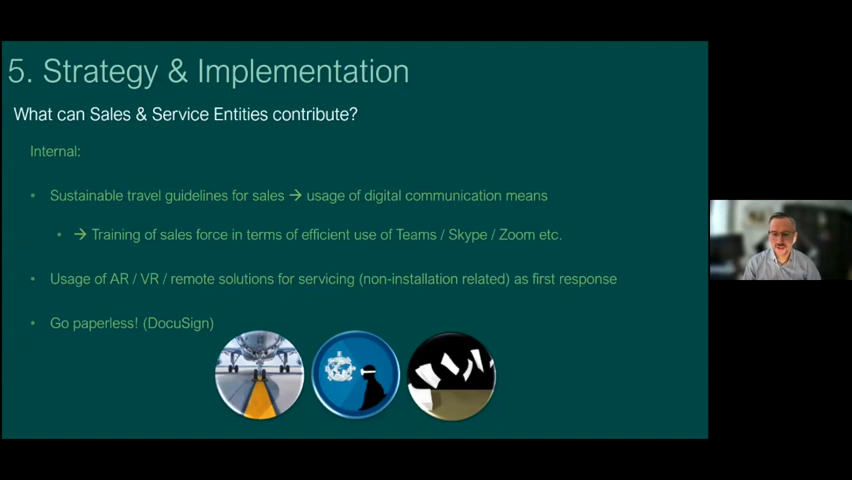 5. Strategy & Implementation
What can Sales & Service Entities contribute?
Internal:
• Sustainable travel guidelines for sales → usage of digital communication means
• → Training of sales force in terms of efficient use of Teams / Skype / Zoom etc.
• Usage of AR / VR / remote solutions for servicing (non-installation related) as first response
• Go paperless! (DocuSign)